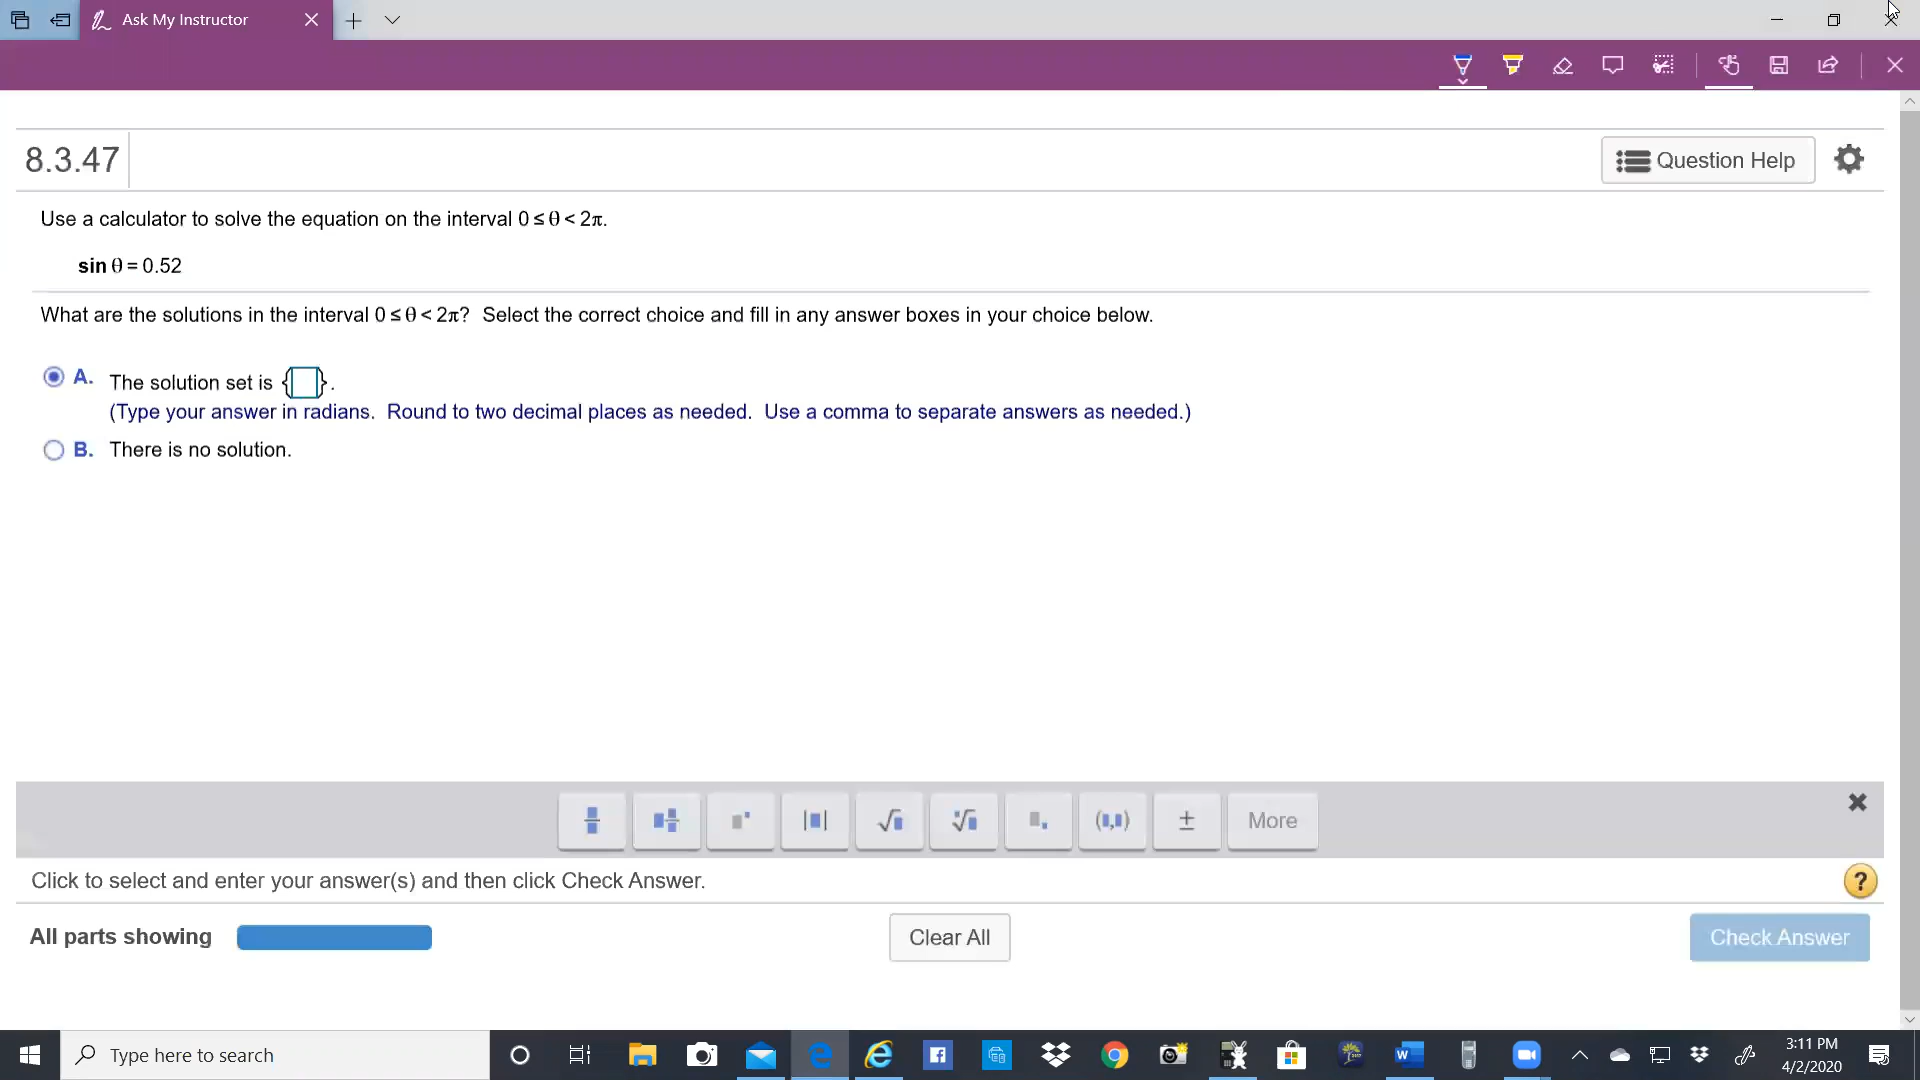 Ask My Instructor
8.3.47
Question Help
Use a calculator to solve the equation on the interval 0 ≤ θ < 2π.
sin θ = 0.52
What are the solutions in the interval 0 ≤ θ < 2π? Select the correct choice and fill in any answer boxes in your choice below.
A. The solution set is { }.
(Type your answer in radians. Round to two decimal places as needed. Use a comma to separate answers as needed.)
B. There is no solution.
More
Click to select and enter your answer(s) and then click Check Answer.
?
All parts showing
Clear All
Check Answer
Type here to search
3:11 PM
4/2/2020